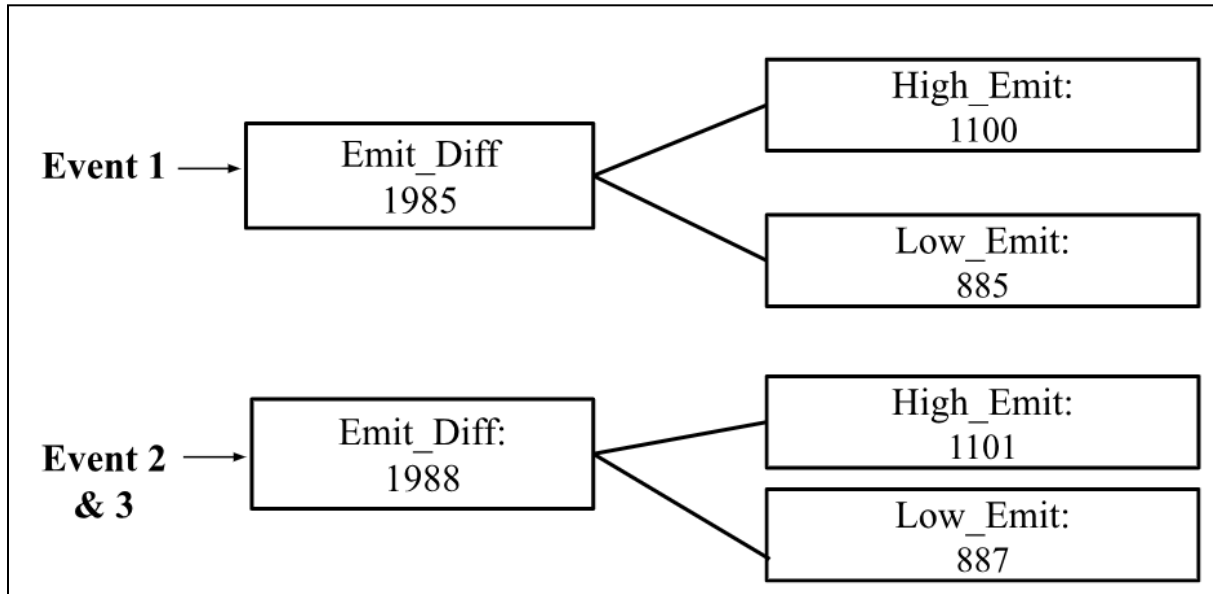 Event 1
Emit_Diff
1985
High_Emit:
1100
Low_Emit:
885
Event 2
& 3
Emit_Diff:
1988
High_Emit:
1101
Low_Emit:
887